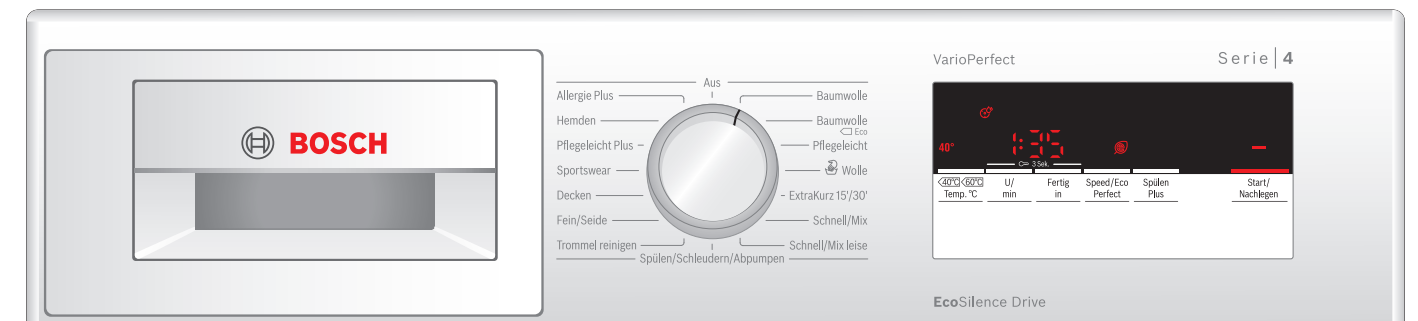 BOSCH
Aus
Allergie Plus
Hemden
Pflegeleicht Plus
Sportswear
Decken
Fein/Seide
Trommel reinigen
Spülen/Schleudern/Abpumpen
Baumwolle
Baumwolle
Eco
Pflegeleicht
Wolle
ExtraKurz 15'/30'
Schnell/Mix
Schnell/Mix leise
VarioPerfect
Serie | 4
40°
1:35
3 Sek.
40°C 60°C
Temp. °C
U/
min
Fertig
in
Speed/Eco
Perfect
Spülen
Plus
Start/
Nachlegen
EcoSilence Drive